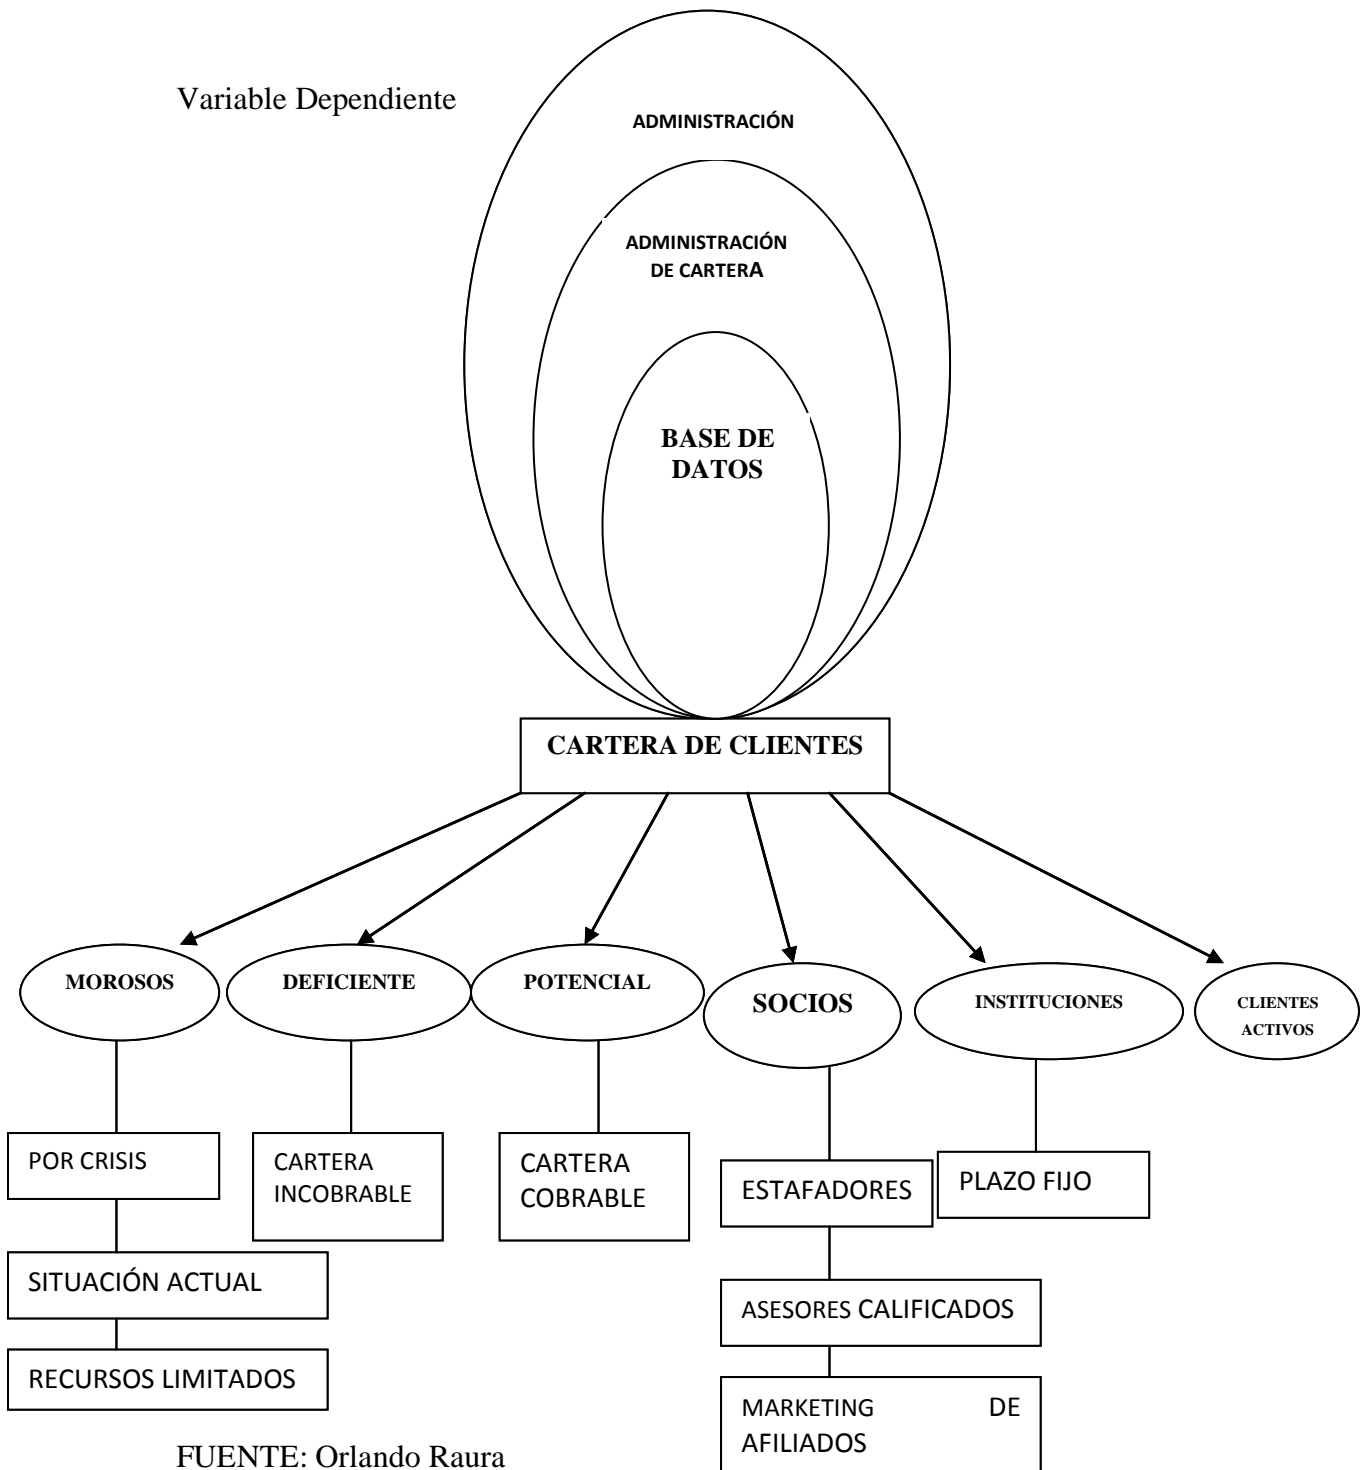 Variable Dependiente
ADMINISTRACIÓN
ADMINISTRACIÓN
DE CARTERA
BASE DE
DATOS
CARTERA DE CLIENTES
MOROSOS
DEFICIENTE
POTENCIAL
SOCIOS
INSTITUCIONES
CLIENTES
ACTIVOS
POR CRISIS
CARTERA
INCOBRABLE
CARTERA
COBRABLE
ESTAFADORES
PLAZO FIJO
SITUACIÓN ACTUAL
ASESORES CALIFICADOS
RECURSOS LIMITADOS
MARKETING DE
AFILIADOS
FUENTE: Orlando Raura